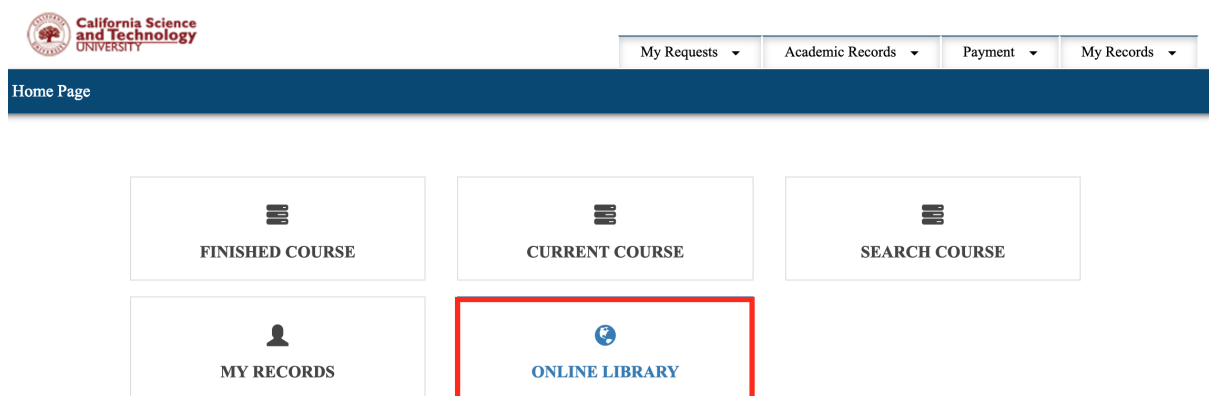 California Science
and Technology
UNIVERSITY
My Requests
Academic Records
Payment
My Records
Home Page
FINISHED COURSE
CURRENT COURSE
SEARCH COURSE
MY RECORDS
ONLINE LIBRARY